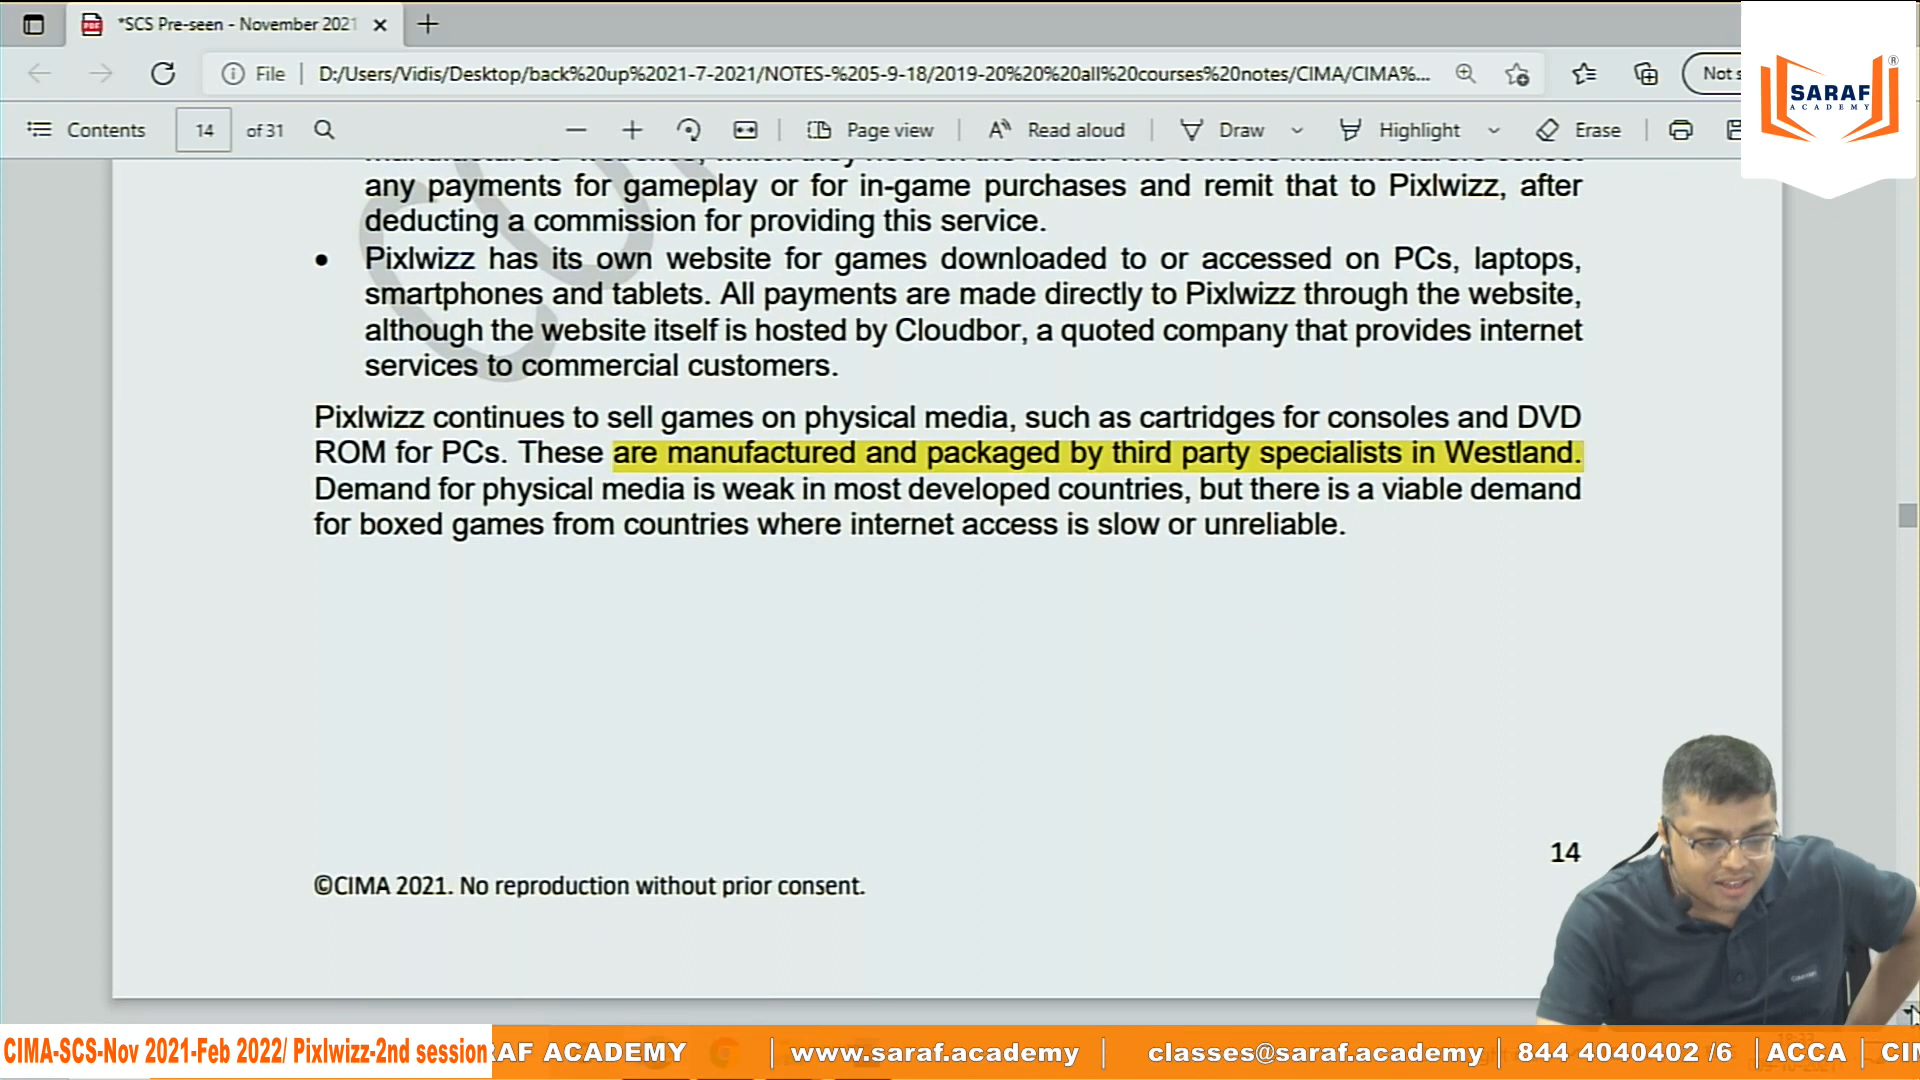 *SCS Pre-seen - November 2021
File
D:/Users/Vidis/Desktop/back%20up%2021-7-2021/NOTES-%205-9-18/2019-20%20%20all%20courses%20notes/CIMA/CIMA%...
Not s
SARAF
ACADEMY
®
Contents
14
of 31
Page view
Read aloud
Draw
Highlight
Erase
any payments for gameplay or for in-game purchases and remit that to Pixlwizz, after
deducting a commission for providing this service.
• Pixlwizz has its own website for games downloaded to or accessed on PCs, laptops,
smartphones and tablets. All payments are made directly to Pixlwizz through the website,
although the website itself is hosted by Cloudbor, a quoted company that provides internet
services to commercial customers.
Pixlwizz continues to sell games on physical media, such as cartridges for consoles and DVD
ROM for PCs. These are manufactured and packaged by third party specialists in Westland.
Demand for physical media is weak in most developed countries, but there is a viable demand
for boxed games from countries where internet access is slow or unreliable.
14
©CIMA 2021. No reproduction without prior consent.
CIMA-SCS-Nov 2021-Feb 2022/ Pixlwizz-2nd session
RAF ACADEMY | www.saraf.academy | classes@saraf.academy | 844 4040402 /6 | ACCA | CIM